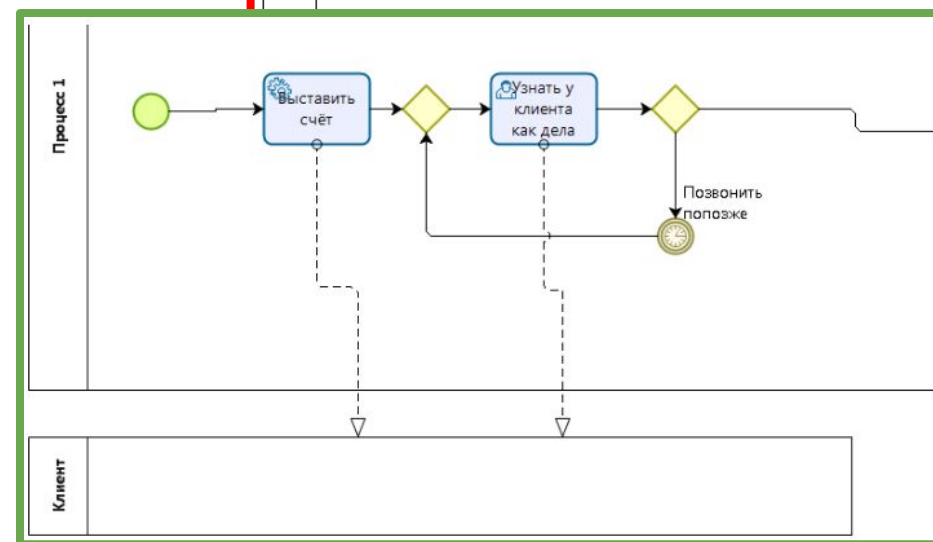 Процесс 1
Выставить
счёт
Узнать у
клиента
как дела
Позвонить
попозже
Клиент